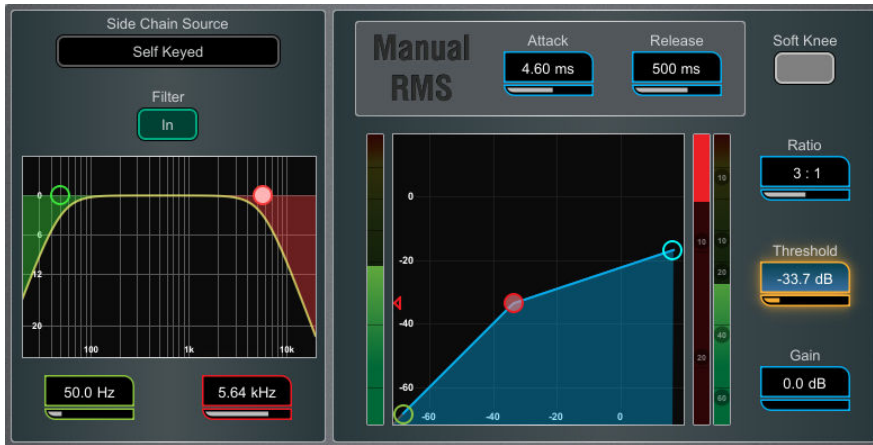 Side Chain Source
Self Keyed
Filter
In
0
6
12
20
100
1k
10k
50.0 Hz
5.64 kHz
Manual
RMS
Attack
4.60 ms
Release
500 ms
Soft Knee
0
-20
-40
-60
-60
-40
-20
0
10
20
10
10
20
40
60
Ratio
3 : 1
Threshold
-33.7 dB
Gain
0.0 dB